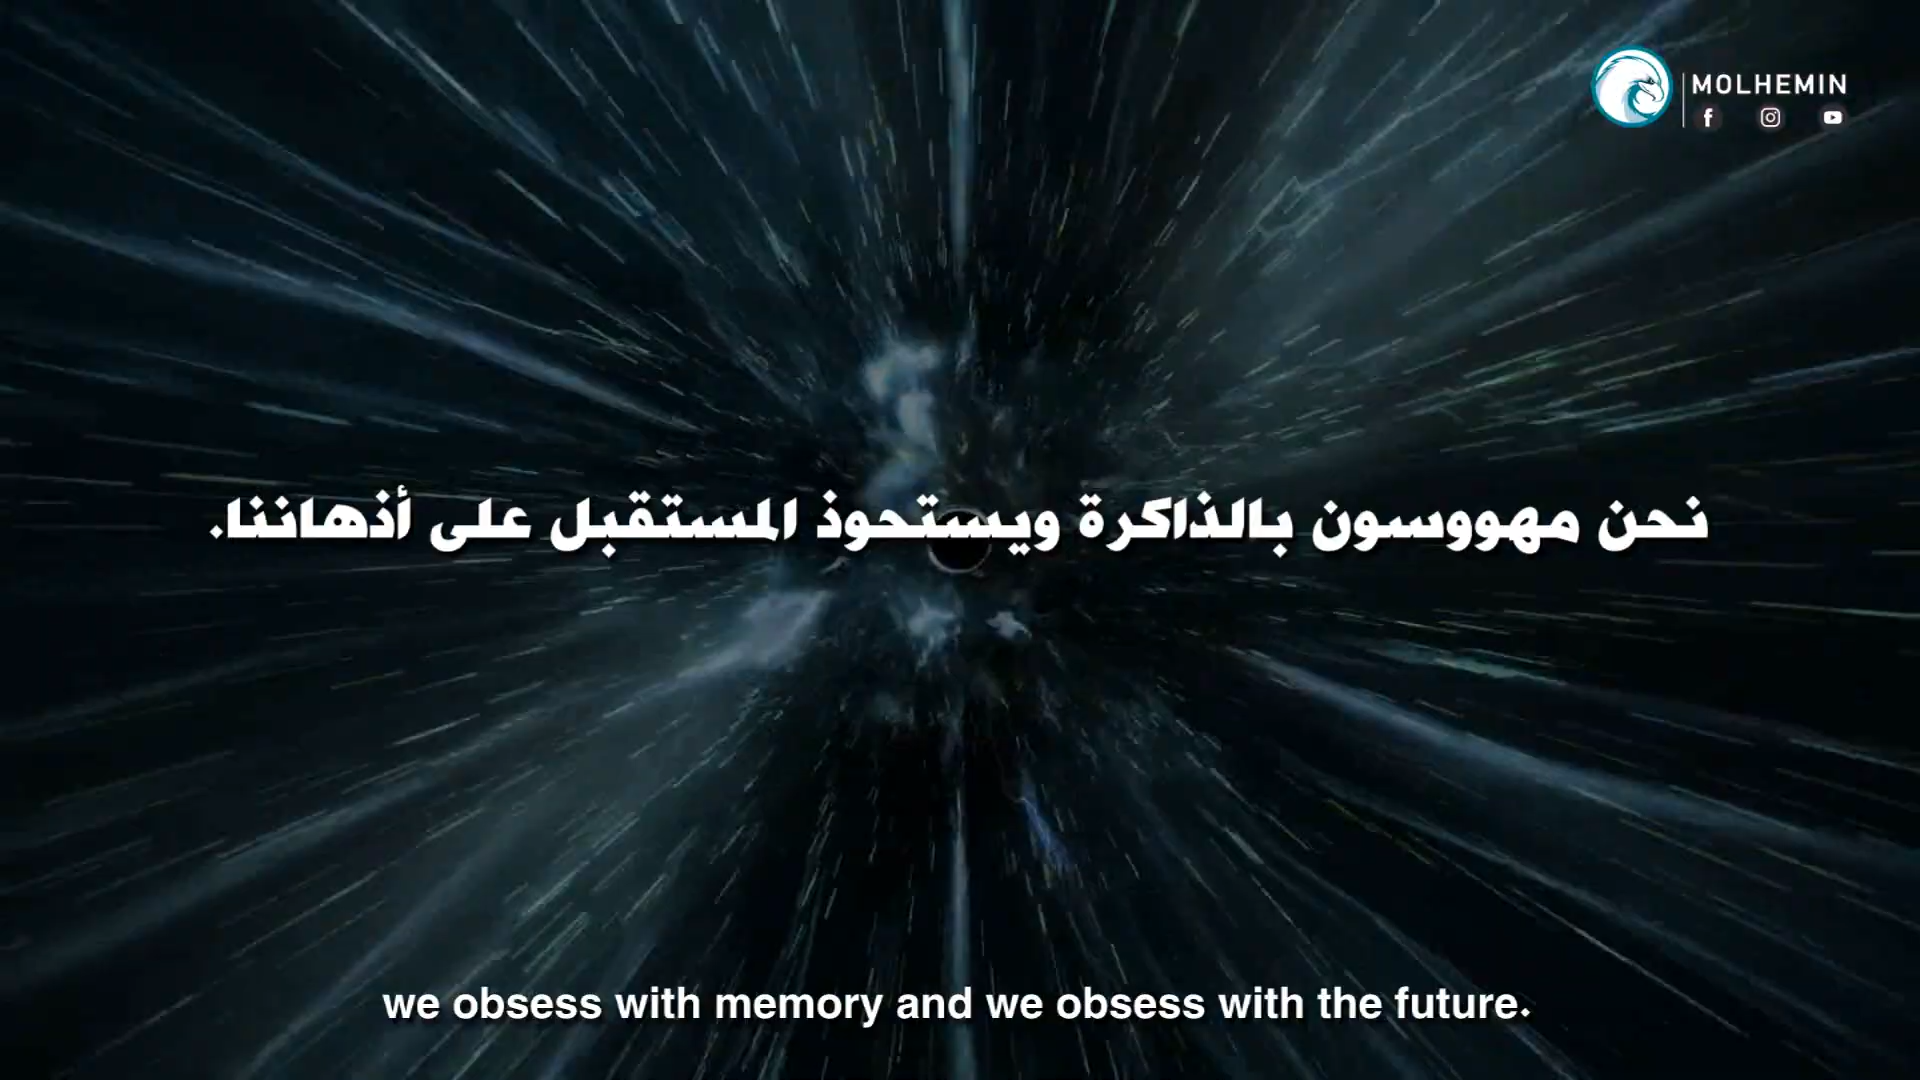 MOLHEMIN
نحن مهووسون بالذاكرة ويستحوذ المستقبل على أذهاننا.
we obsess with memory and we obsess with the future.